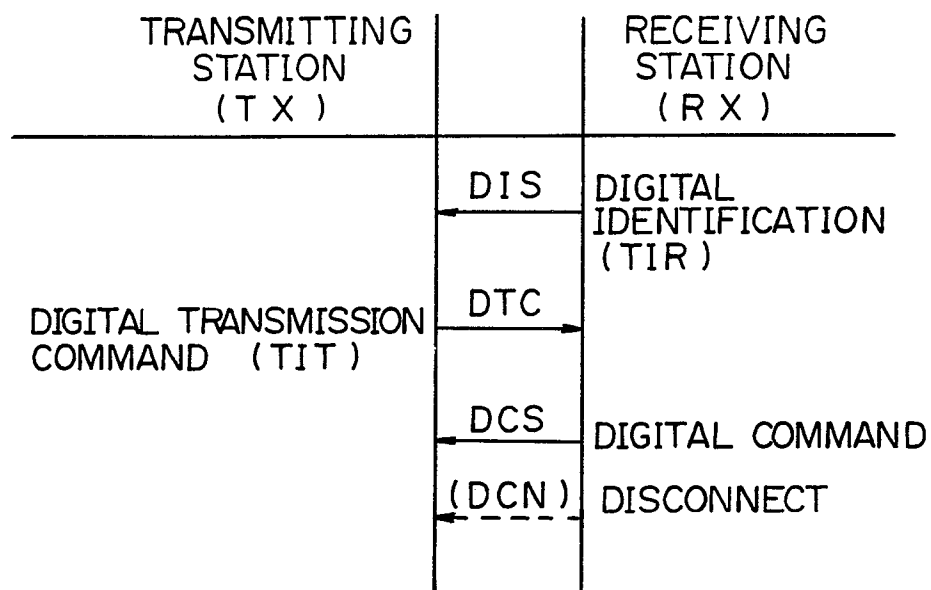 TRANSMITTING
STATION
(TX)
RECEIVING
STATION
(RX)
DIS
DIGITAL
IDENTIFICATION
(TIR)
DTC
DIGITAL TRANSMISSION
COMMAND (TIT)
DCS
DIGITAL COMMAND
(DCN)
DISCONNECT